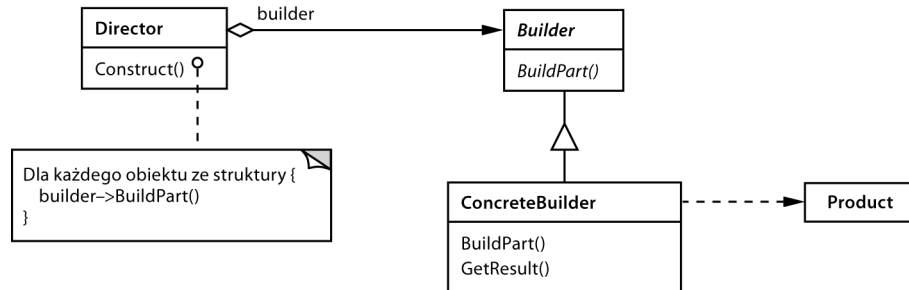 builder
Director
Builder
Construct()
BuildPart()
Dla każdego obiektu ze struktury {
builder–>BuildPart()
}
ConcreteBuilder
Product
BuildPart()
GetResult()